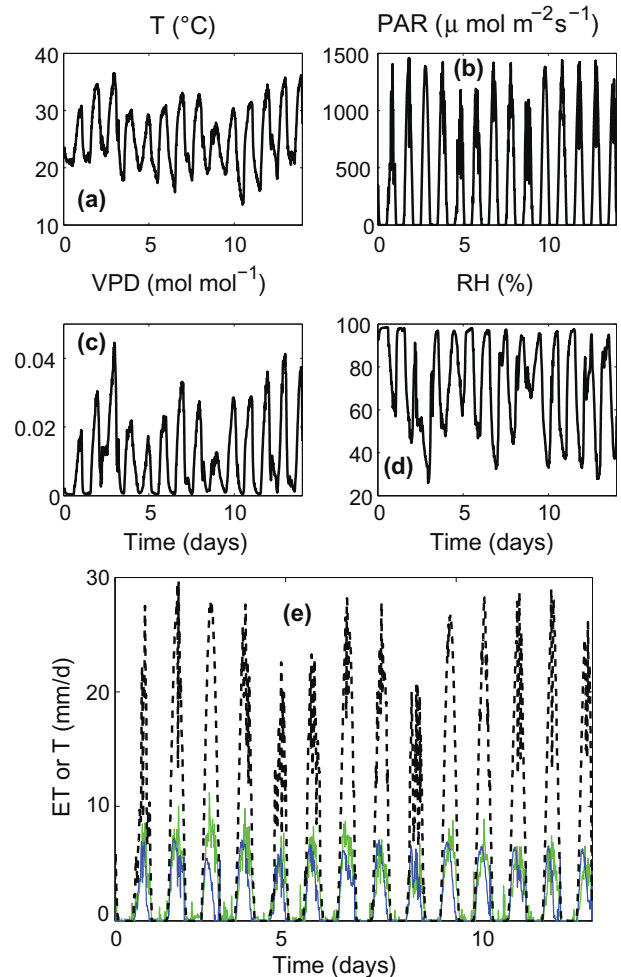 T (°C)
PAR (μ mol m−2s−1)
40
30
20
10
(a)
0 5 10
1500
1000
500
0
(b)
0 5 10
VPD (mol mol−1)
RH (%)
0.04
0.02
0
(c)
0 5 10
Time (days)
100
80
60
40
20
(d)
0 5 10
Time (days)
30
20
10
0
ET or T (mm/d)
(e)
0 5 10
Time (days)